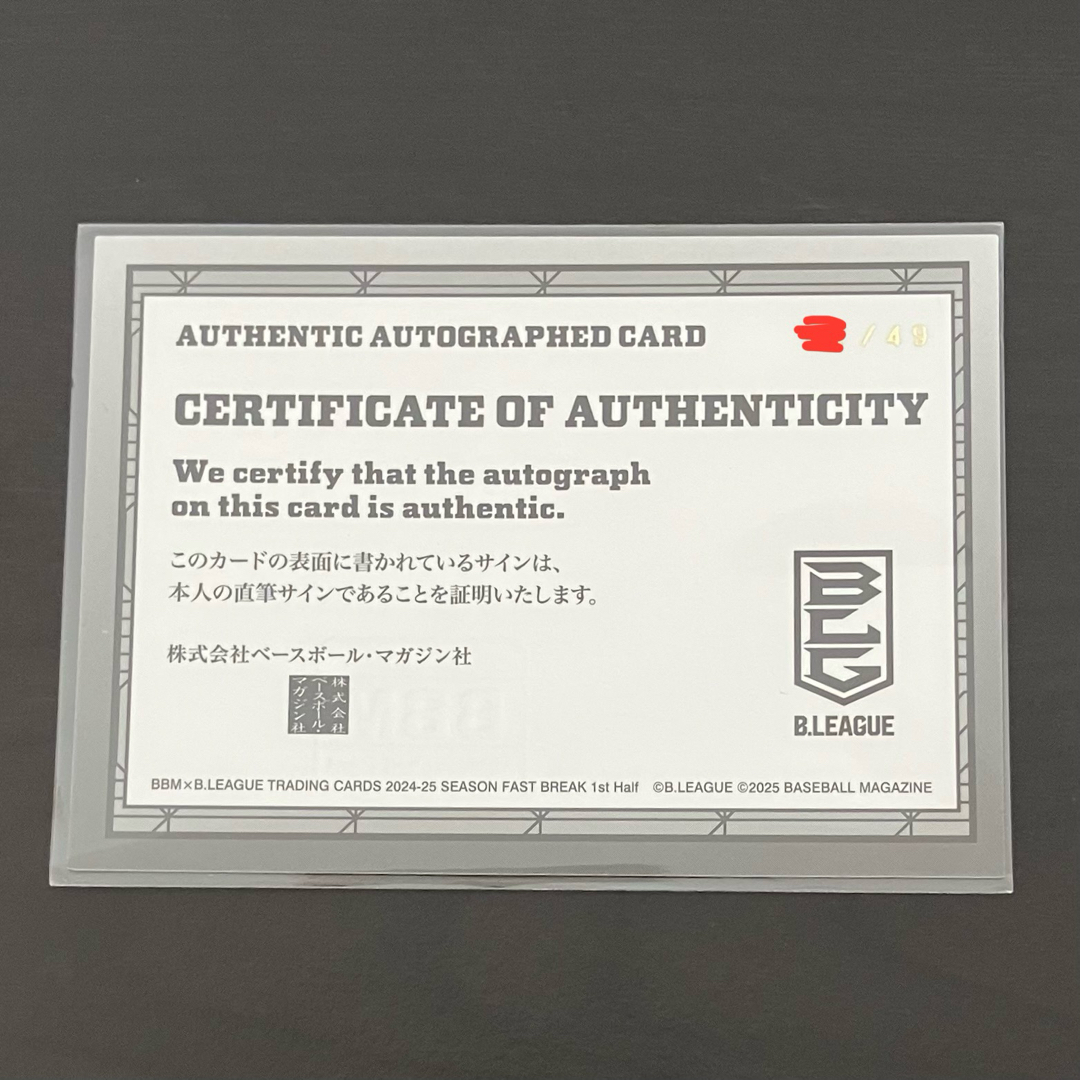 AUTHENTIC AUTOGRAPHED CARD
/49
CERTIFICATE OF AUTHENTICITY
We certify that the autograph
on this card is authentic.
このカードの表面に書かれているサインは、
本人の直筆サインであることを証明いたします。
株式会社ベースボール・マガジン社
株式会社
ベースボール・
マガジン社
BLG
B.LEAGUE
BBM×B.LEAGUE TRADING CARDS 2024-25 SEASON FAST BREAK 1st Half ©B.LEAGUE ©2025 BASEBALL MAGAZINE